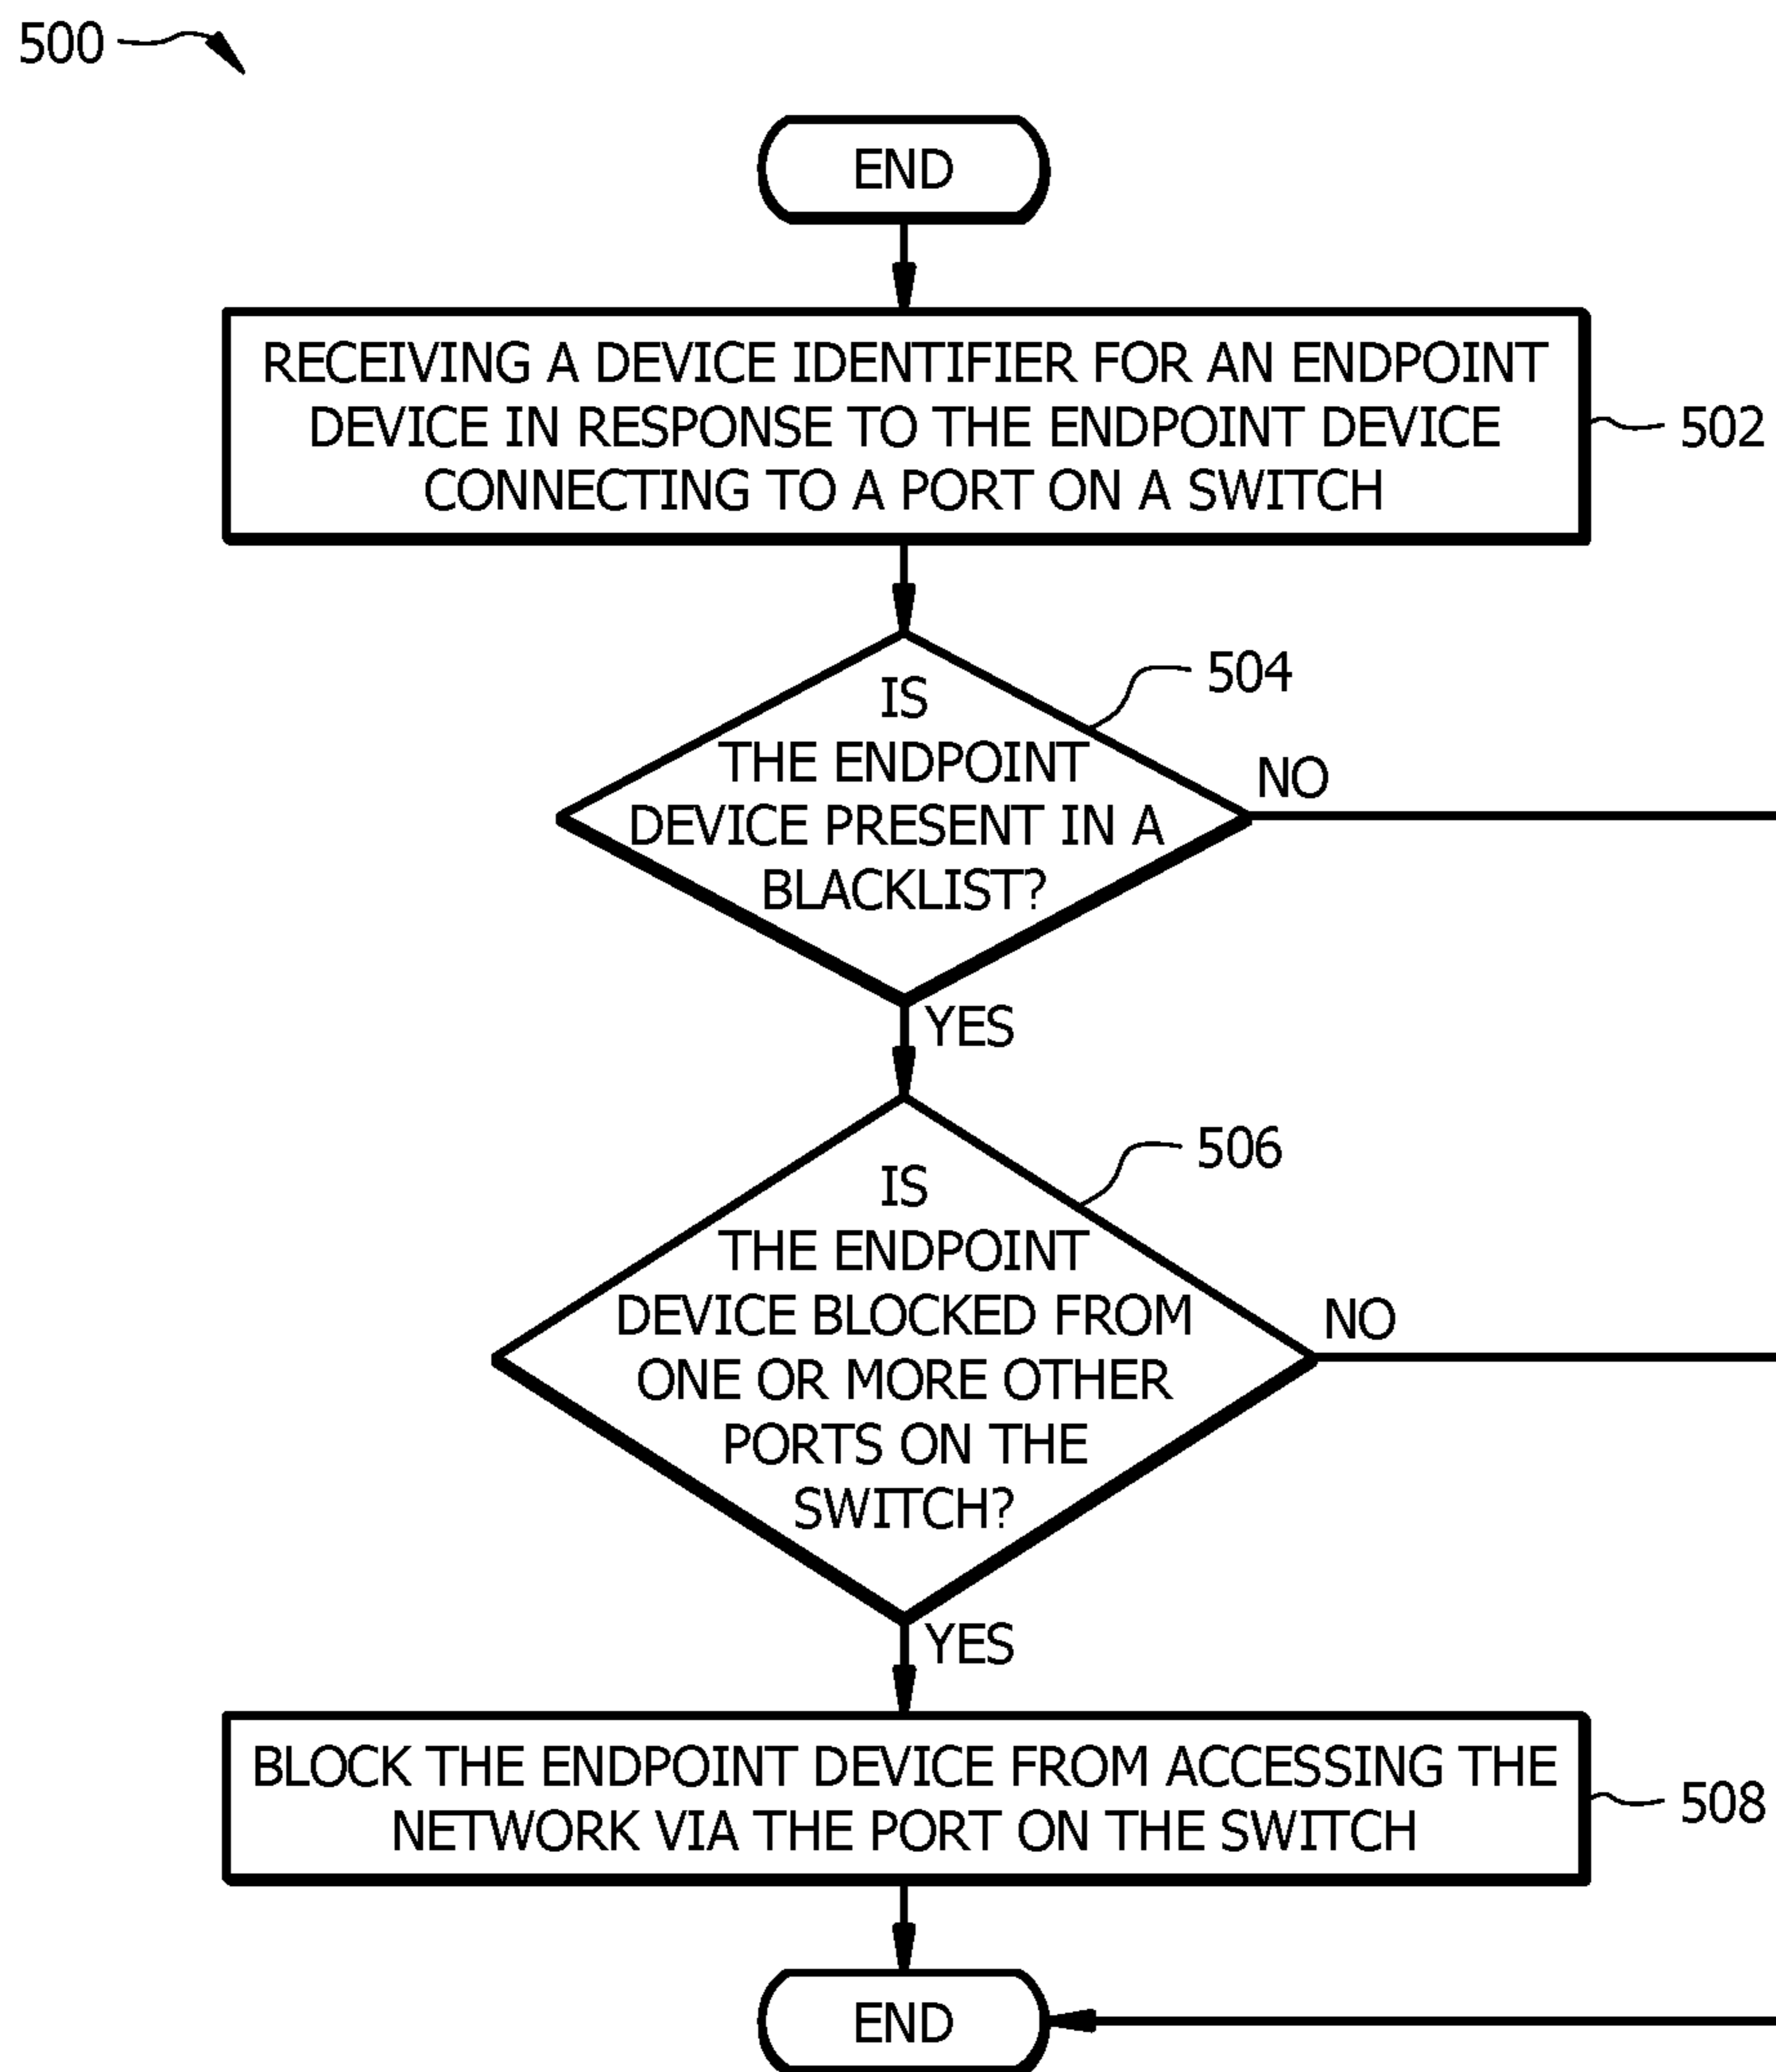 500
END
RECEIVING A DEVICE IDENTIFIER FOR AN ENDPOINT
DEVICE IN RESPONSE TO THE ENDPOINT DEVICE
CONNECTING TO A PORT ON A SWITCH
502
504
IS
THE ENDPOINT
DEVICE PRESENT IN A
BLACKLIST?
NO
YES
506
IS
THE ENDPOINT
DEVICE BLOCKED FROM
ONE OR MORE OTHER
PORTS ON THE
SWITCH?
NO
YES
BLOCK THE ENDPOINT DEVICE FROM ACCESSING THE
NETWORK VIA THE PORT ON THE SWITCH
508
END